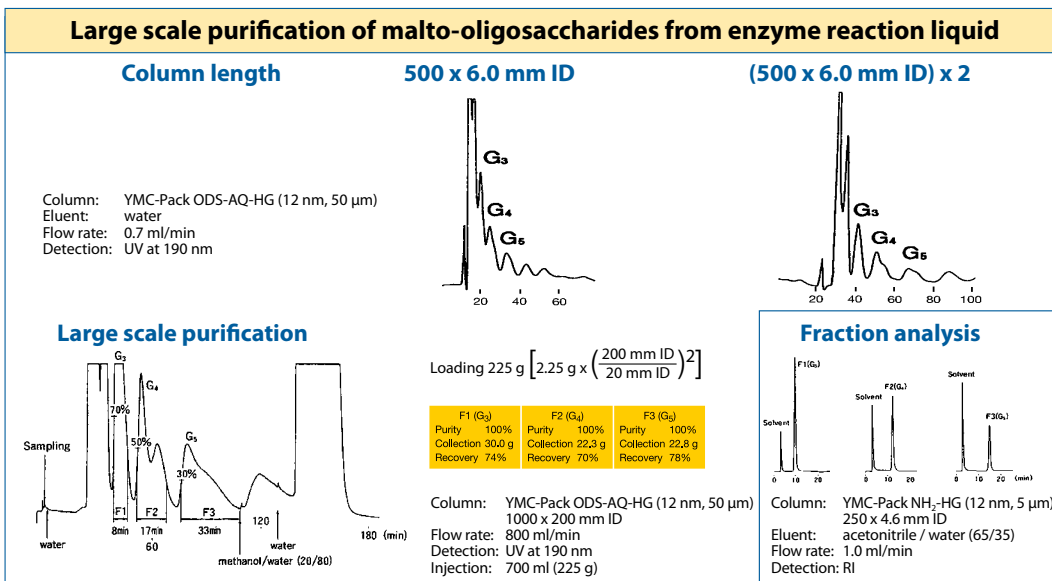 Large scale purification of malto-oligosaccharides from enzyme reaction liquid
Column length
500 x 6.0 mm ID
(500 x 6.0 mm ID) x 2
Column: YMC-Pack ODS-AQ-HG (12 nm, 50 µm)
Eluent: water
Flow rate: 0.7 ml/min
Detection: UV at 190 nm
G₃
G₄
G₅
20 40 60
G₃
G₄
G₅
20 40 60 80 100
Large scale purification
G₃
G₄
G₅
70%
50%
30%
Sampling
water
F1 F2 F3
8min 17min 33min
60
120
180 (min)
water
methanol/water (20/80)
Loading 225 g [2.25 g x (200 mm ID / 20 mm ID)²]
F1 (G₃) F2 (G₄) F3 (G₅)
Purity 100% Purity 100% Purity 100%
Collection 30.0 g Collection 22.3 g Collection 22.8 g
Recovery 74% Recovery 70% Recovery 78%
Column: YMC-Pack ODS-AQ-HG (12 nm, 50 µm)
1000 x 200 mm ID
Flow rate: 800 ml/min
Detection: UV at 190 nm
Injection: 700 ml (225 g)
Fraction analysis
F1(G₃)
Solvent
F2(G₄)
Solvent
Solvent
F3(G₅)
0 10 20
0 10 20
0 10 20 (min)
Column: YMC-Pack NH₂-HG (12 nm, 5 µm)
250 x 4.6 mm ID
Eluent: acetonitrile / water (65/35)
Flow rate: 1.0 ml/min
Detection: RI